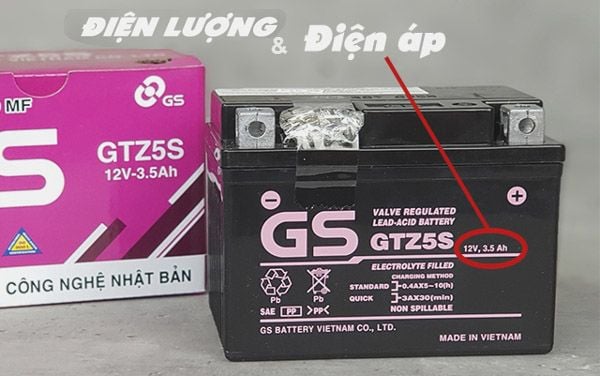 ĐIỆN LƯỢNG
& Điện áp
MF
GS
S
GTZ5S
12V-3.5Ah
CÔNG NGHỆ NHẬT BẢN
VALVE REGULATED
LEAD-ACID BATTERY
GS GTZ5S 12V, 3.5 Ah
ELECTROLYTE FILLED
CHARGING METHOD
STANDARD 0.4AX5~10(h)
QUICK 3AX30(min)
NON SPILLABLE
Pb Pb
SAE PP >PP<
GS BATTERY VIETNAM CO., LTD.
MADE IN VIETNAM